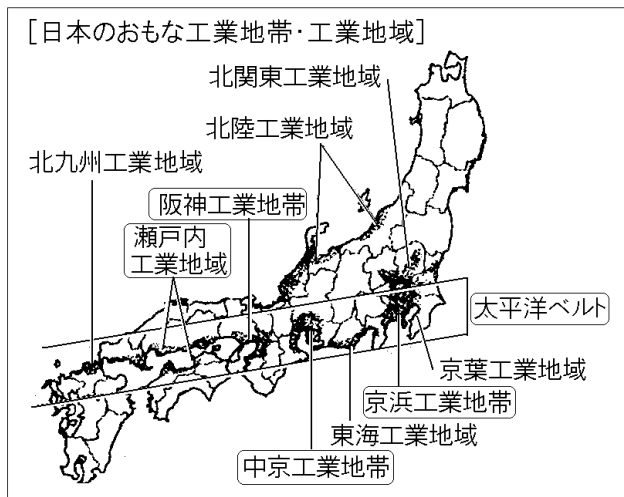 [日本のおもな工業地帯・工業地域]
北関東工業地域
北陸工業地域
北九州工業地域
阪神工業地帯
瀬戸内
工業地域
太平洋ベルト
京葉工業地域
京浜工業地帯
東海工業地域
中京工業地帯